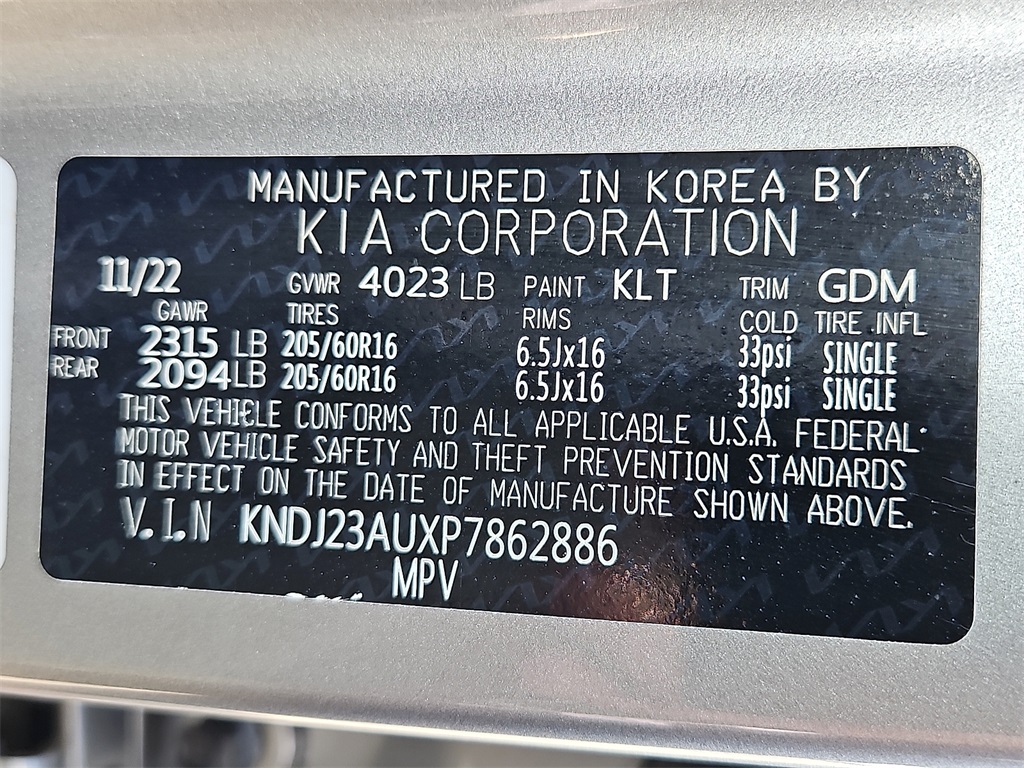 MANUFACTURED IN KOREA BY
KIA CORPORATION
11/22 GVWR 4023 LB PAINT KLT TRIM GDM
GAWR TIRES RIMS COLD TIRE INFL
FRONT 2315 LB 205/60R16 6.5Jx16 33psi SINGLE
REAR 2094 LB 205/60R16 6.5Jx16 33psi SINGLE
THIS VEHICLE CONFORMS TO ALL APPLICABLE U.S.A. FEDERAL
MOTOR VEHICLE SAFETY AND THEFT PREVENTION STANDARDS
IN EFFECT ON THE DATE OF MANUFACTURE SHOWN ABOVE.
V.I.N KNDJ23AUXP7862886
MPV